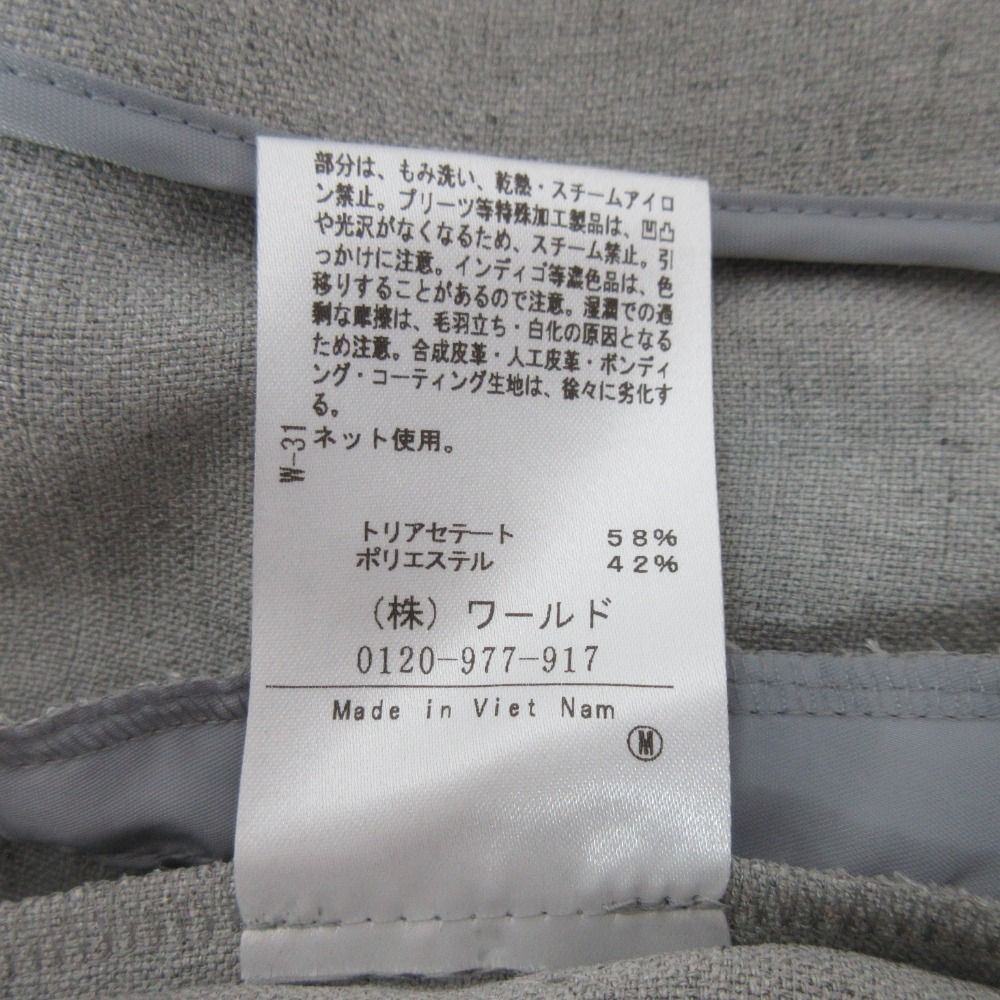 部分は、もみ洗い、乾熱・スチームアイロ
ン禁止。プリーツ等特殊加工製品は、凹凸
や光沢がなくなるため、スチーム禁止。引
っかけに注意。インディゴ等濃色品は、色
移りすることがあるので注意。湿潤での過
剰な摩擦は、毛羽立ち・白化の原因となる
ため注意。合成皮革・人工皮革・ボンディ
ング・コーティング生地は、徐々に劣化す
る。
ネット使用。
W-31
トリアセテート 58%
ポリエステル 42%
(株) ワールド
0120-977-917
Made in Viet Nam
M